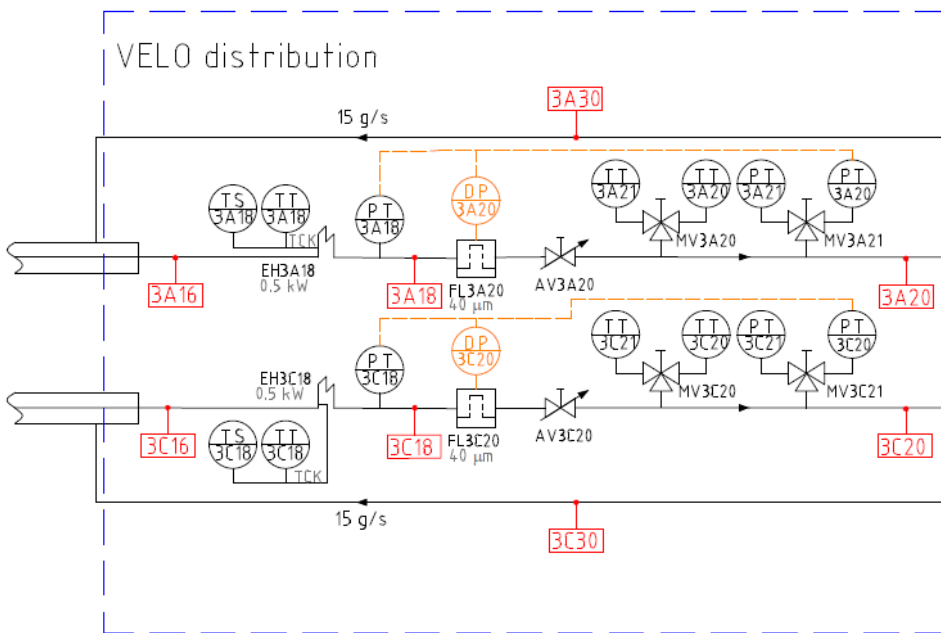 VELO distribution
3A30
15 g/s
TS
3A18
TT
3A18
TCK
PT
3A18
DP
3A20
TT
3A21
TT
3A20
PT
3A21
PT
3A20
MV3A20
MV3A21
EH3A18
0.5 kW
3A16
3A18
FL3A20
40 μm
AV3A20
3A20
EH3C18
0.5 kW
PT
3C18
DP
3C20
TT
3C21
TT
3C20
PT
3C21
PT
3C20
MV3C20
MV3C21
3C16
TS
3C18
TT
3C18
TCK
3C18
FL3C20
40 μm
AV3C20
3C20
15 g/s
3C30